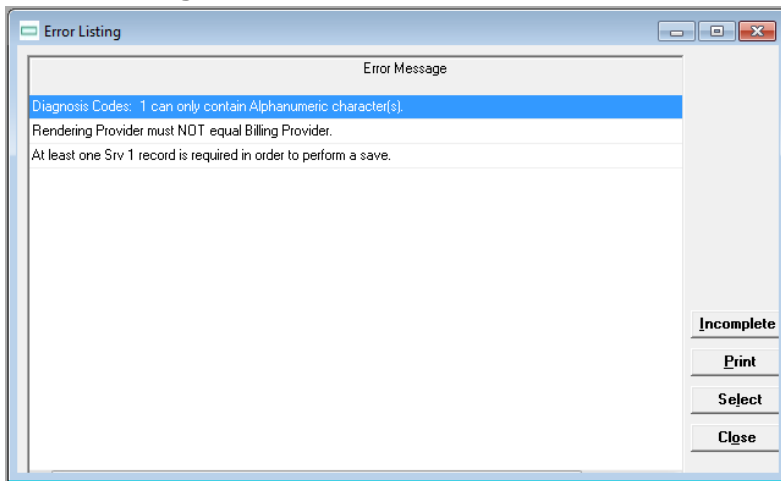 Error Listing
Error Message
Diagnosis Codes:  1 can only contain Alphanumeric character(s).
Rendering Provider must NOT equal Billing Provider.
At least one Srv 1 record is required in order to perform a save.
Incomplete
Print
Select
Close